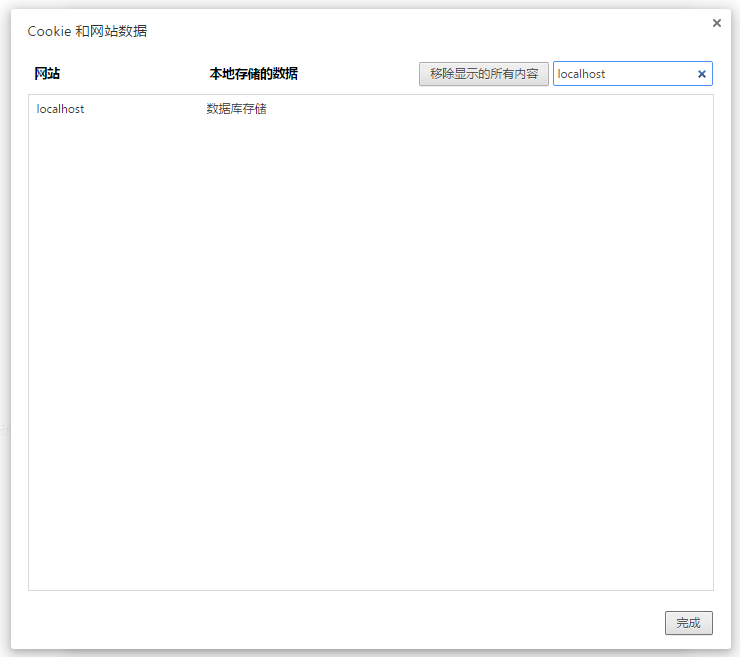 Cookie 和网站数据
网站 本地存储的数据 移除显示的所有内容 localhost
localhost 数据库存储
完成